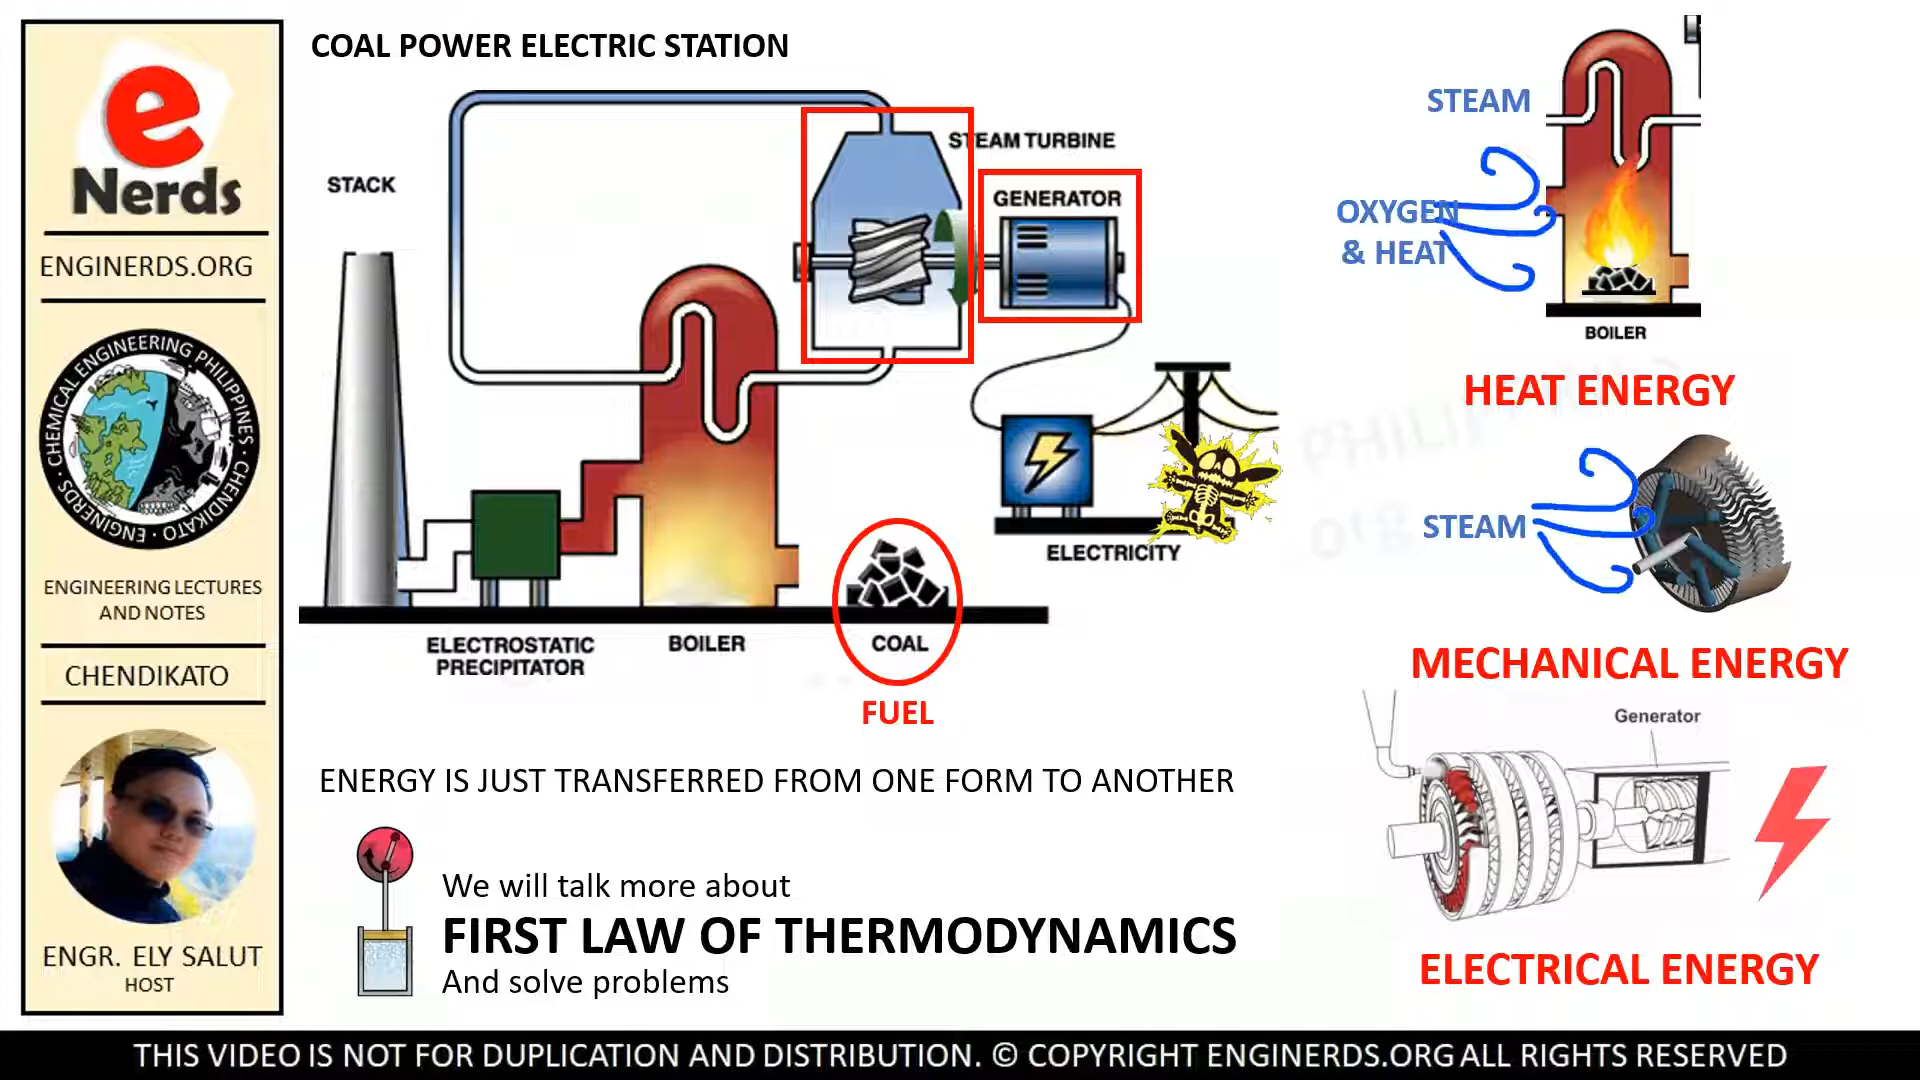 e
Nerds
ENGINERDS.ORG
CHEMICAL ENGINEERING PHILIPPINES · CHENDIKATO · ENGINERDS ·
ENGINEERING LECTURES
AND NOTES
CHENDIKATO
ENGR. ELY SALUT
HOST
COAL POWER ELECTRIC STATION
STACK
STEAM TURBINE
GENERATOR
ELECTRICITY
ELECTROSTATIC
PRECIPITATOR
BOILER
COAL
FUEL
ENERGY IS JUST TRANSFERRED FROM ONE FORM TO ANOTHER
We will talk more about
FIRST LAW OF THERMODYNAMICS
And solve problems
STEAM
OXYGEN
& HEAT
BOILER
HEAT ENERGY
STEAM
MECHANICAL ENERGY
Generator
ELECTRICAL ENERGY
THIS VIDEO IS NOT FOR DUPLICATION AND DISTRIBUTION. © COPYRIGHT ENGINERDS.ORG ALL RIGHTS RESERVED